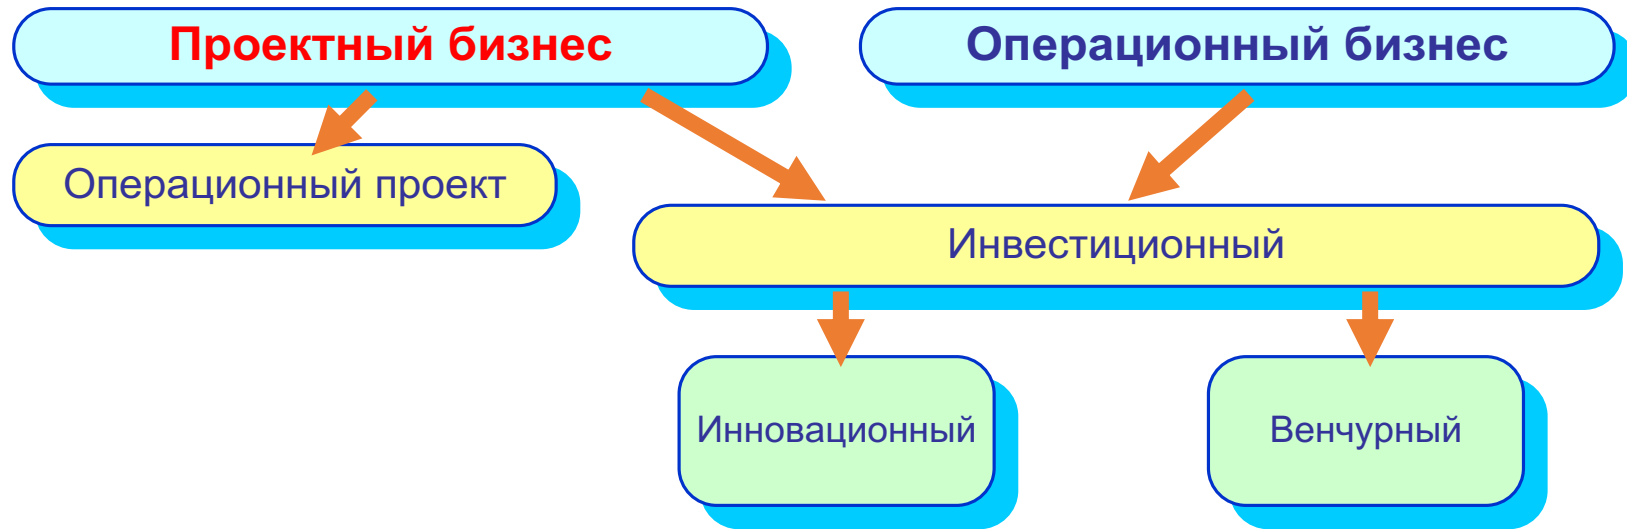 Проектный бизнес
Операционный бизнес
Операционный проект
Инвестиционный
Инновационный
Венчурный